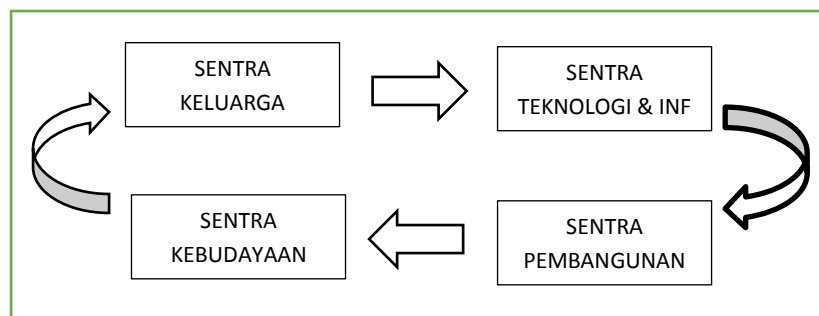 SENTRA
KELUARGA
SENTRA
TEKNOLOGI & INF
SENTRA
KEBUDAYAAN
SENTRA
PEMBANGUNAN